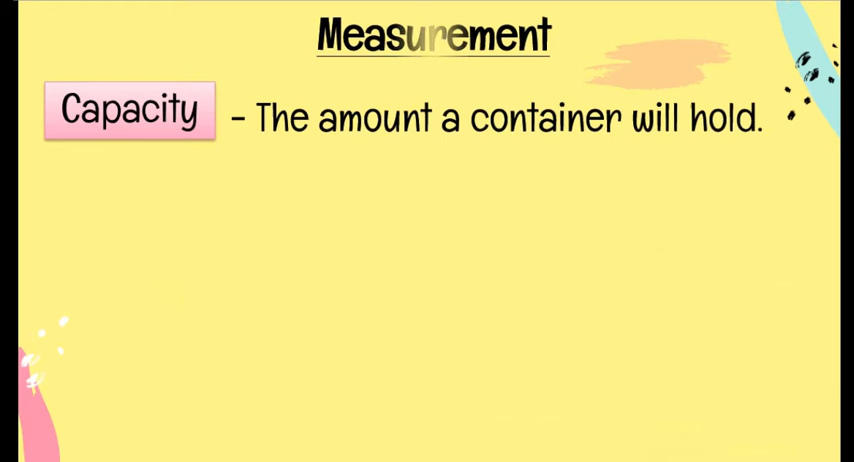 Measurement
Capacity - The amount a container will hold.